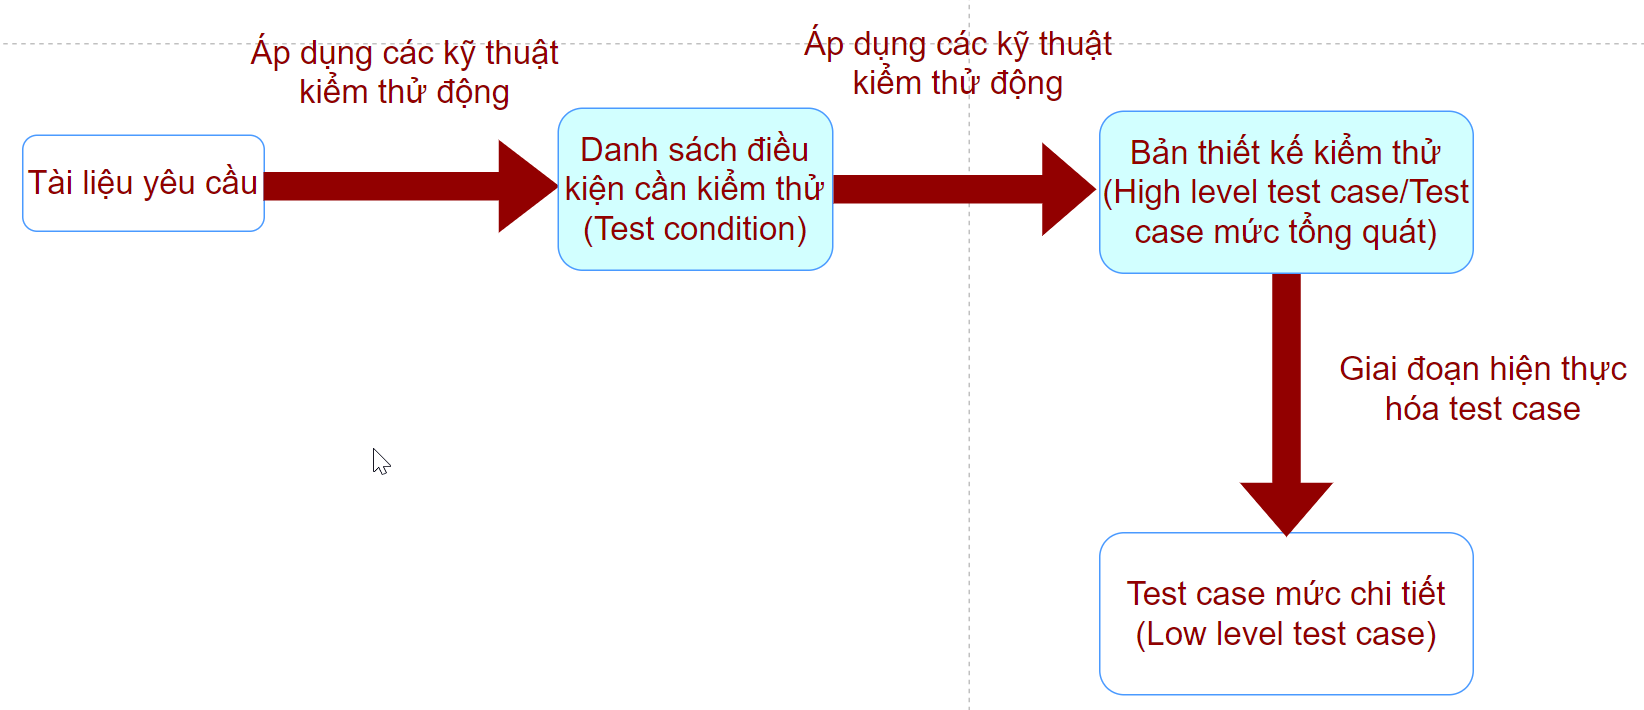 Áp dụng các kỹ thuật
kiểm thử động
Áp dụng các kỹ thuật
kiểm thử động
Tài liệu yêu cầu
Danh sách điều
kiện cần kiểm thử
(Test condition)
Bản thiết kế kiểm thử
(High level test case/Test
case mức tổng quát)
Giai đoạn hiện thực
hóa test case
Test case mức chi tiết
(Low level test case)